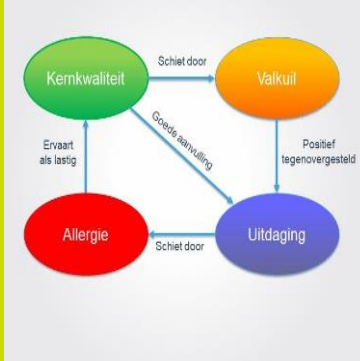 Schiet door
Kernkwaliteit
Valkuil
Goede aanvulling
Ervaart
als lastig
Positief
tegenovergesteld
Allergie
Schiet door
Uitdaging